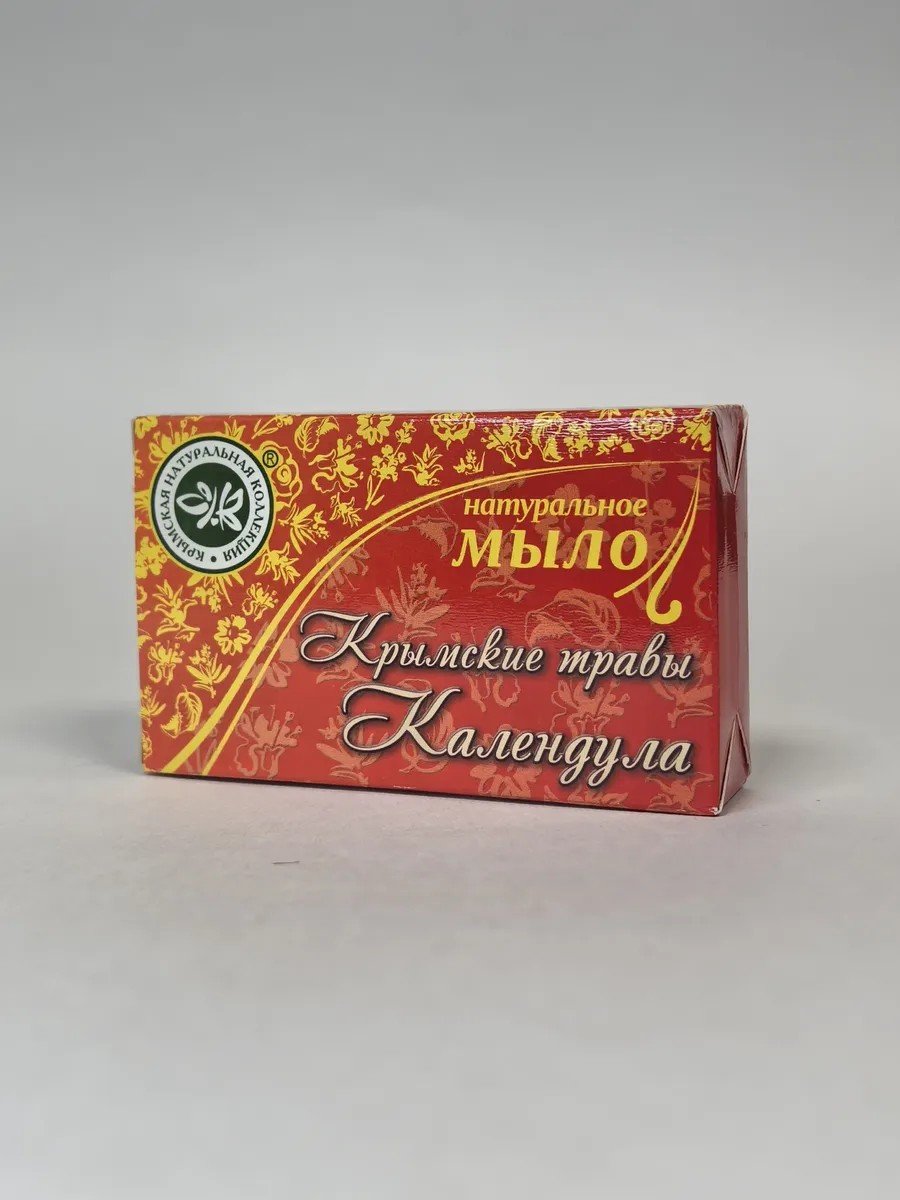 • КРЫМСКАЯ НАТУРАЛЬНАЯ КОЛЛЕКЦИЯ
®
натуральное
мыло
Крымские травы
Календула